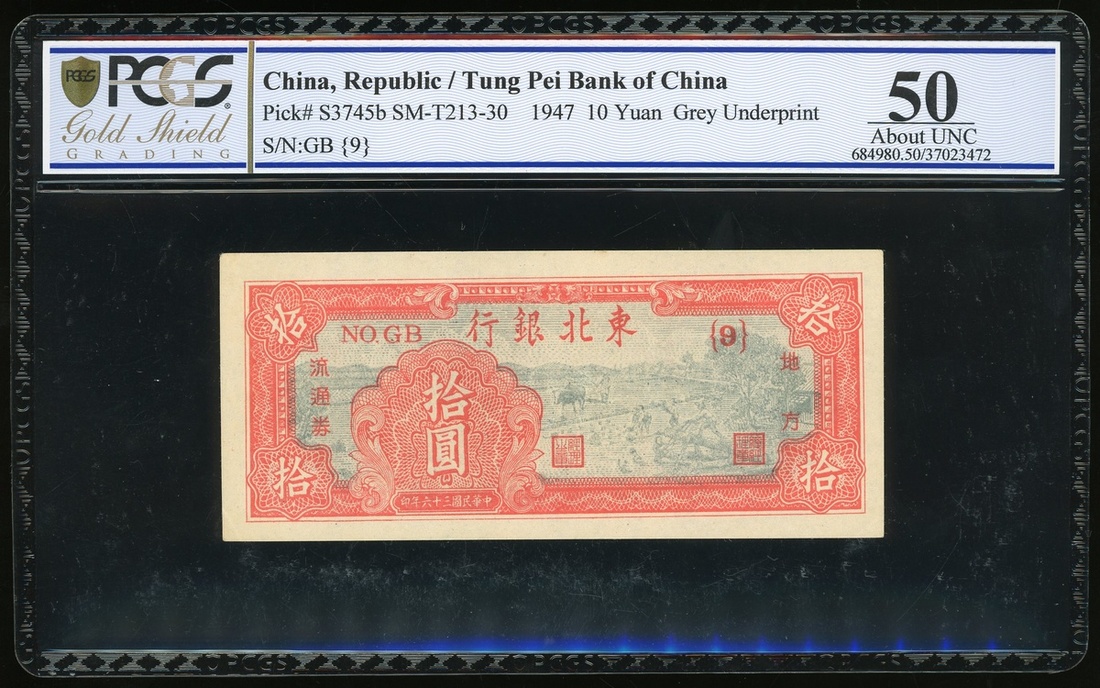 PCGS
PCGS®
Gold Shield
GRADING
China, Republic / Tung Pei Bank of China
Pick# S3745b SM-T213-30 1947 10 Yuan Grey Underprint
S/N:GB {9}
50
About UNC
684980.50/37023472
拾
拾
行銀北東
NO.GB
{9}
流通券
地方
拾圓
拾
拾
印年六十三國民華中
PCGS